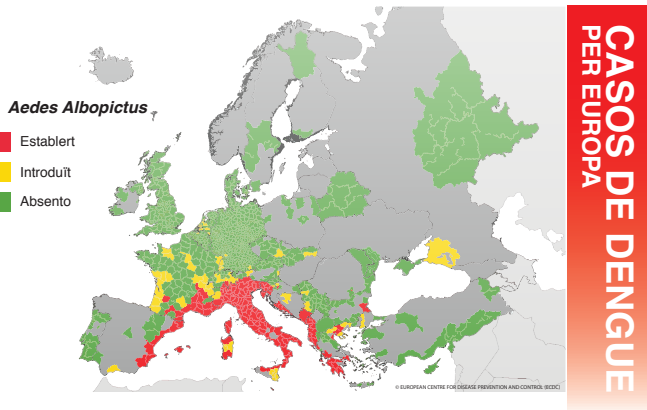 Aedes Albopictus
Establert
Introduït
Absento
© EUROPEAN CENTRE FOR DISEASE PREVENTION AND CONTROL (ECDC)
CASOS DE DENGUE
PER EUROPA